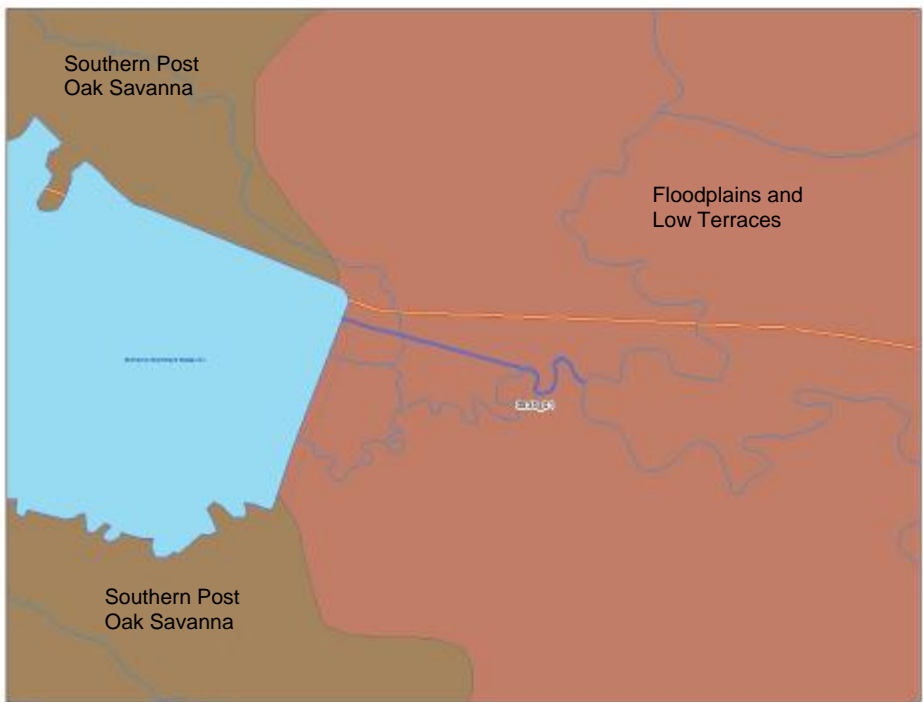 Southern Post
Oak Savanna
Floodplains and
Low Terraces
Southern Post
Oak Savanna